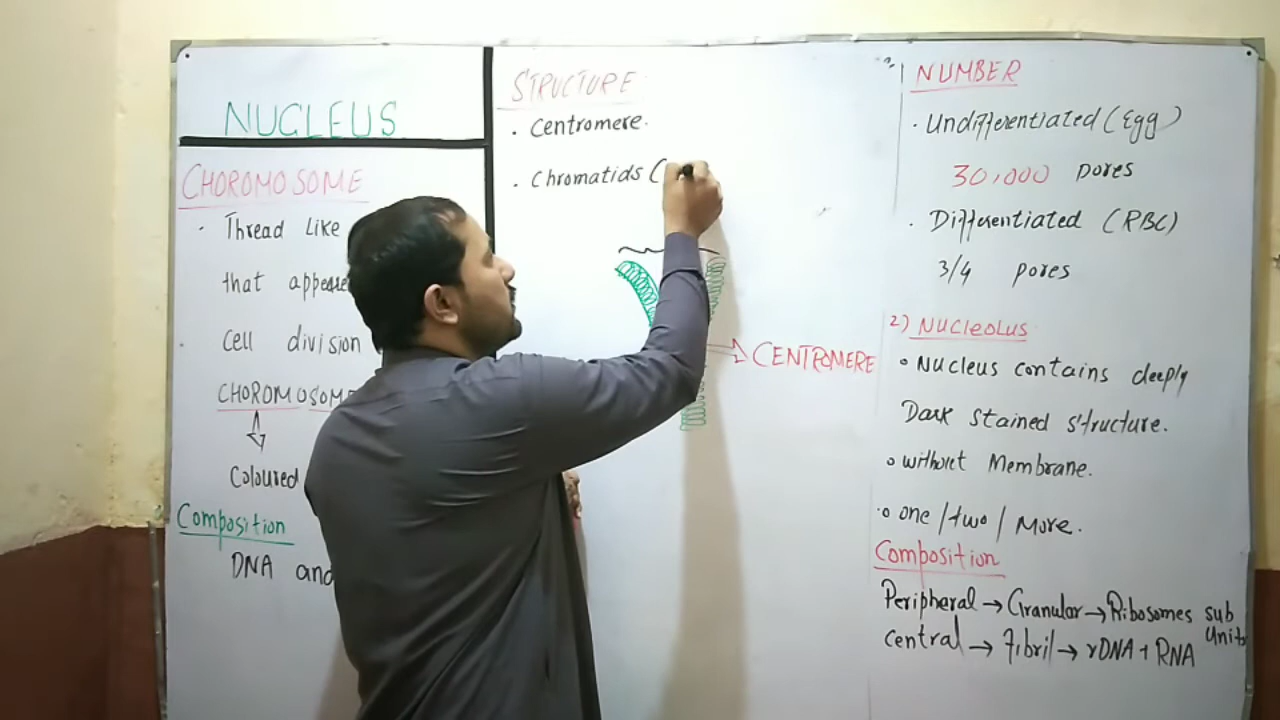 NUCLEUS
CHOROMOSOME
. Thread Like
that appear
. Cell division
CHOROMOSOME
Coloured
Composition
DNA and
STRUCTURE
. Centromere.
. Chromatids (
CENTROMERE
NUMBER
. Undifferentiated (Egg)
30,000 pores
. Differentiated (RBC)
3/4 pores
2) NUCLEOLUS
Nucleus contains deeply
Dark stained structure.
without Membrane.
one / two / More.
Composition
Peripheral → Granular → Ribosomes sub
Units
Central → Fibril → rDNA + RNA